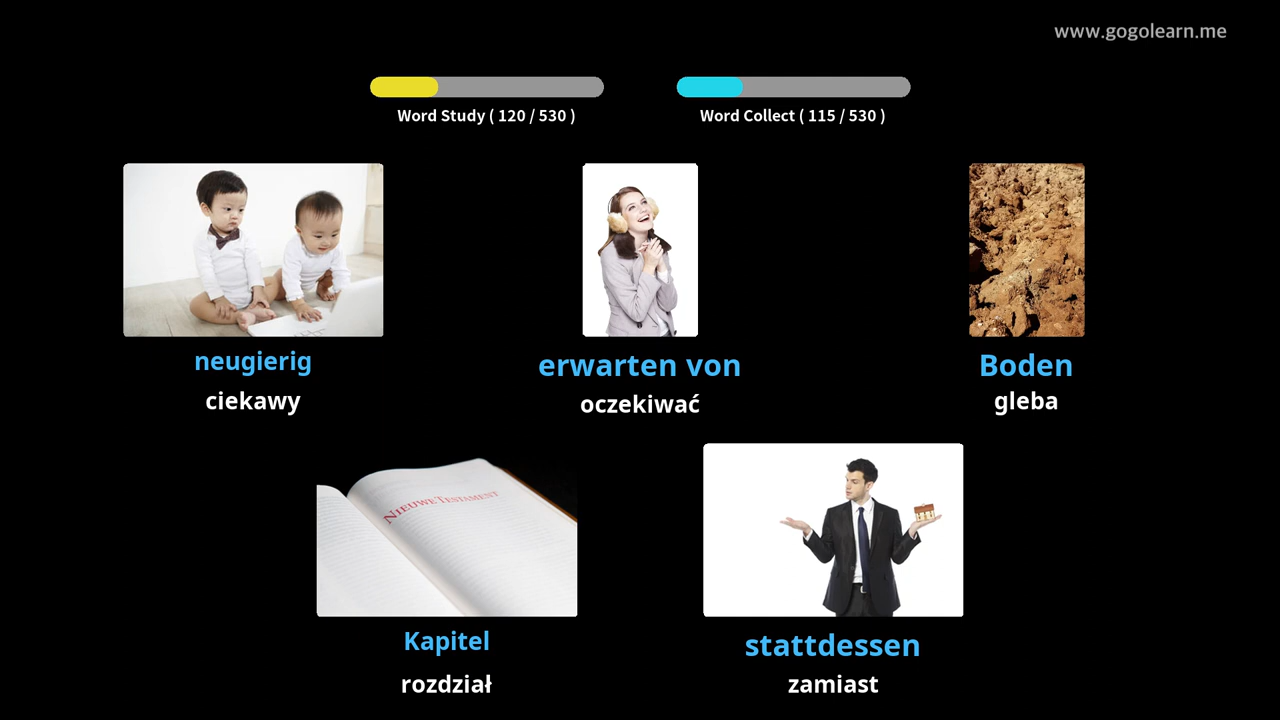 www.gogolearn.me
Word Study ( 120 / 530 )
Word Collect ( 115 / 530 )
neugierig
ciekawy
erwarten von
oczekiwać
Boden
gleba
NIEUWE TESTAMENT
Kapitel
rozdział
stattdessen
zamiast